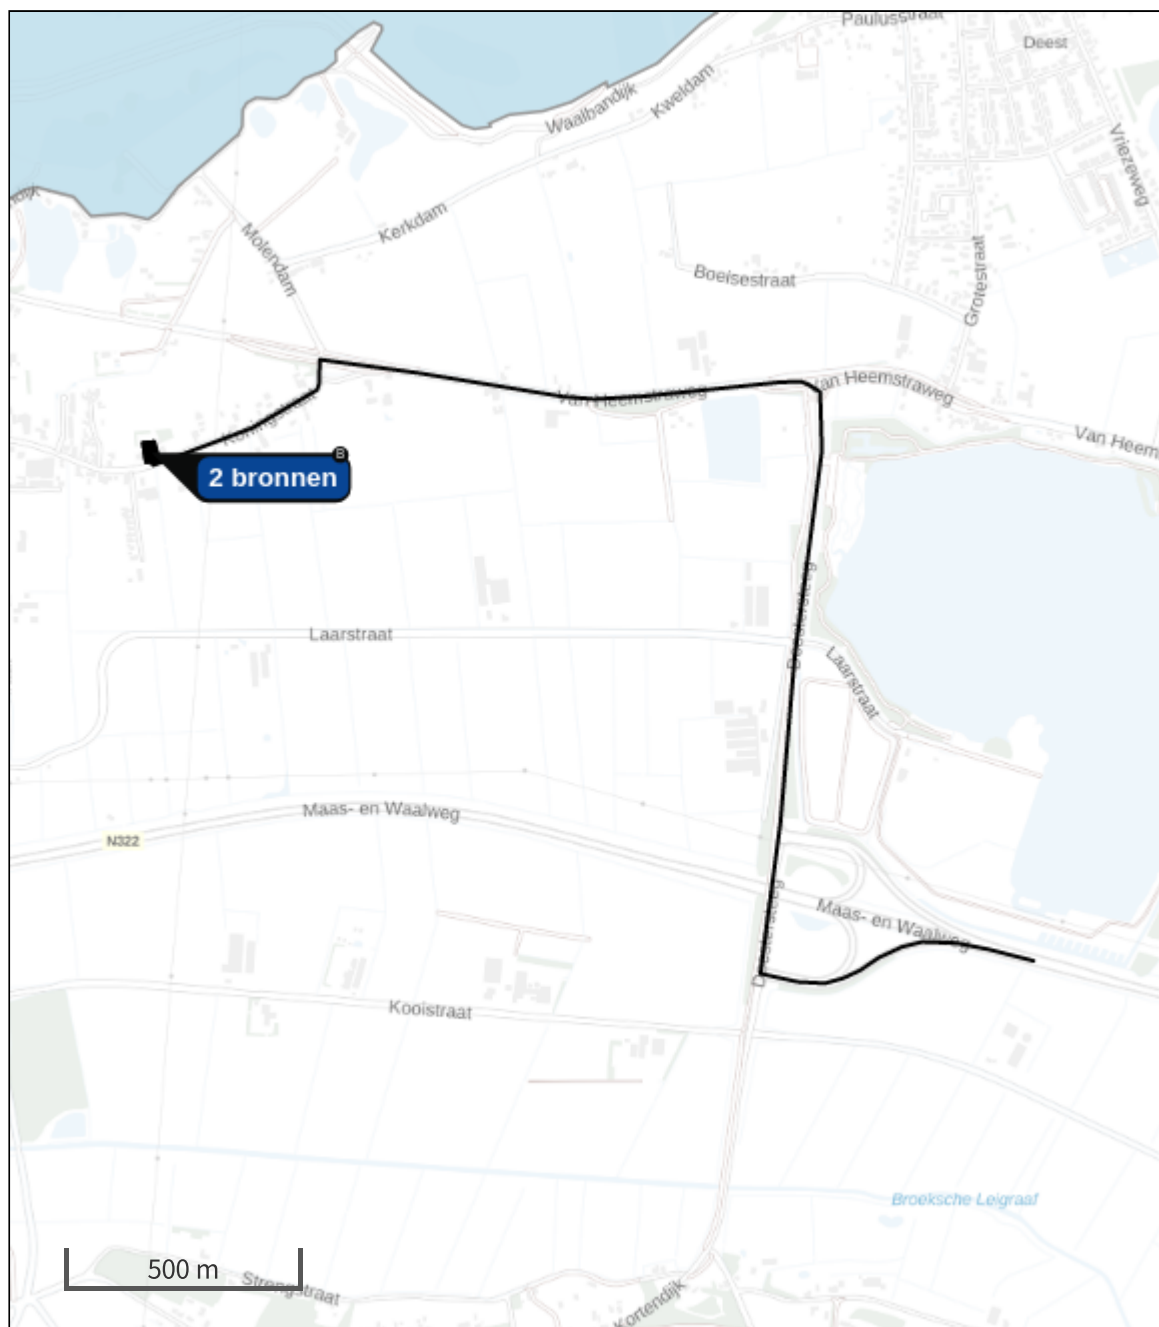 Paulusstraat
Deest
Waalbandijk
Kweldam
Vriezeweg
Kerkdam
Molendam
Boeisestraat
Grotestraat
Van Heemstraweg
Van Heemstraweg
Van Heem
B
2 bronnen
Laarstraat
Laarstraat
Maas- en Waalweg
N322
Maas- en Waalweg
Kooistraat
Broeksche Leigraaf
500 m
Strengstraat
Kortendijk